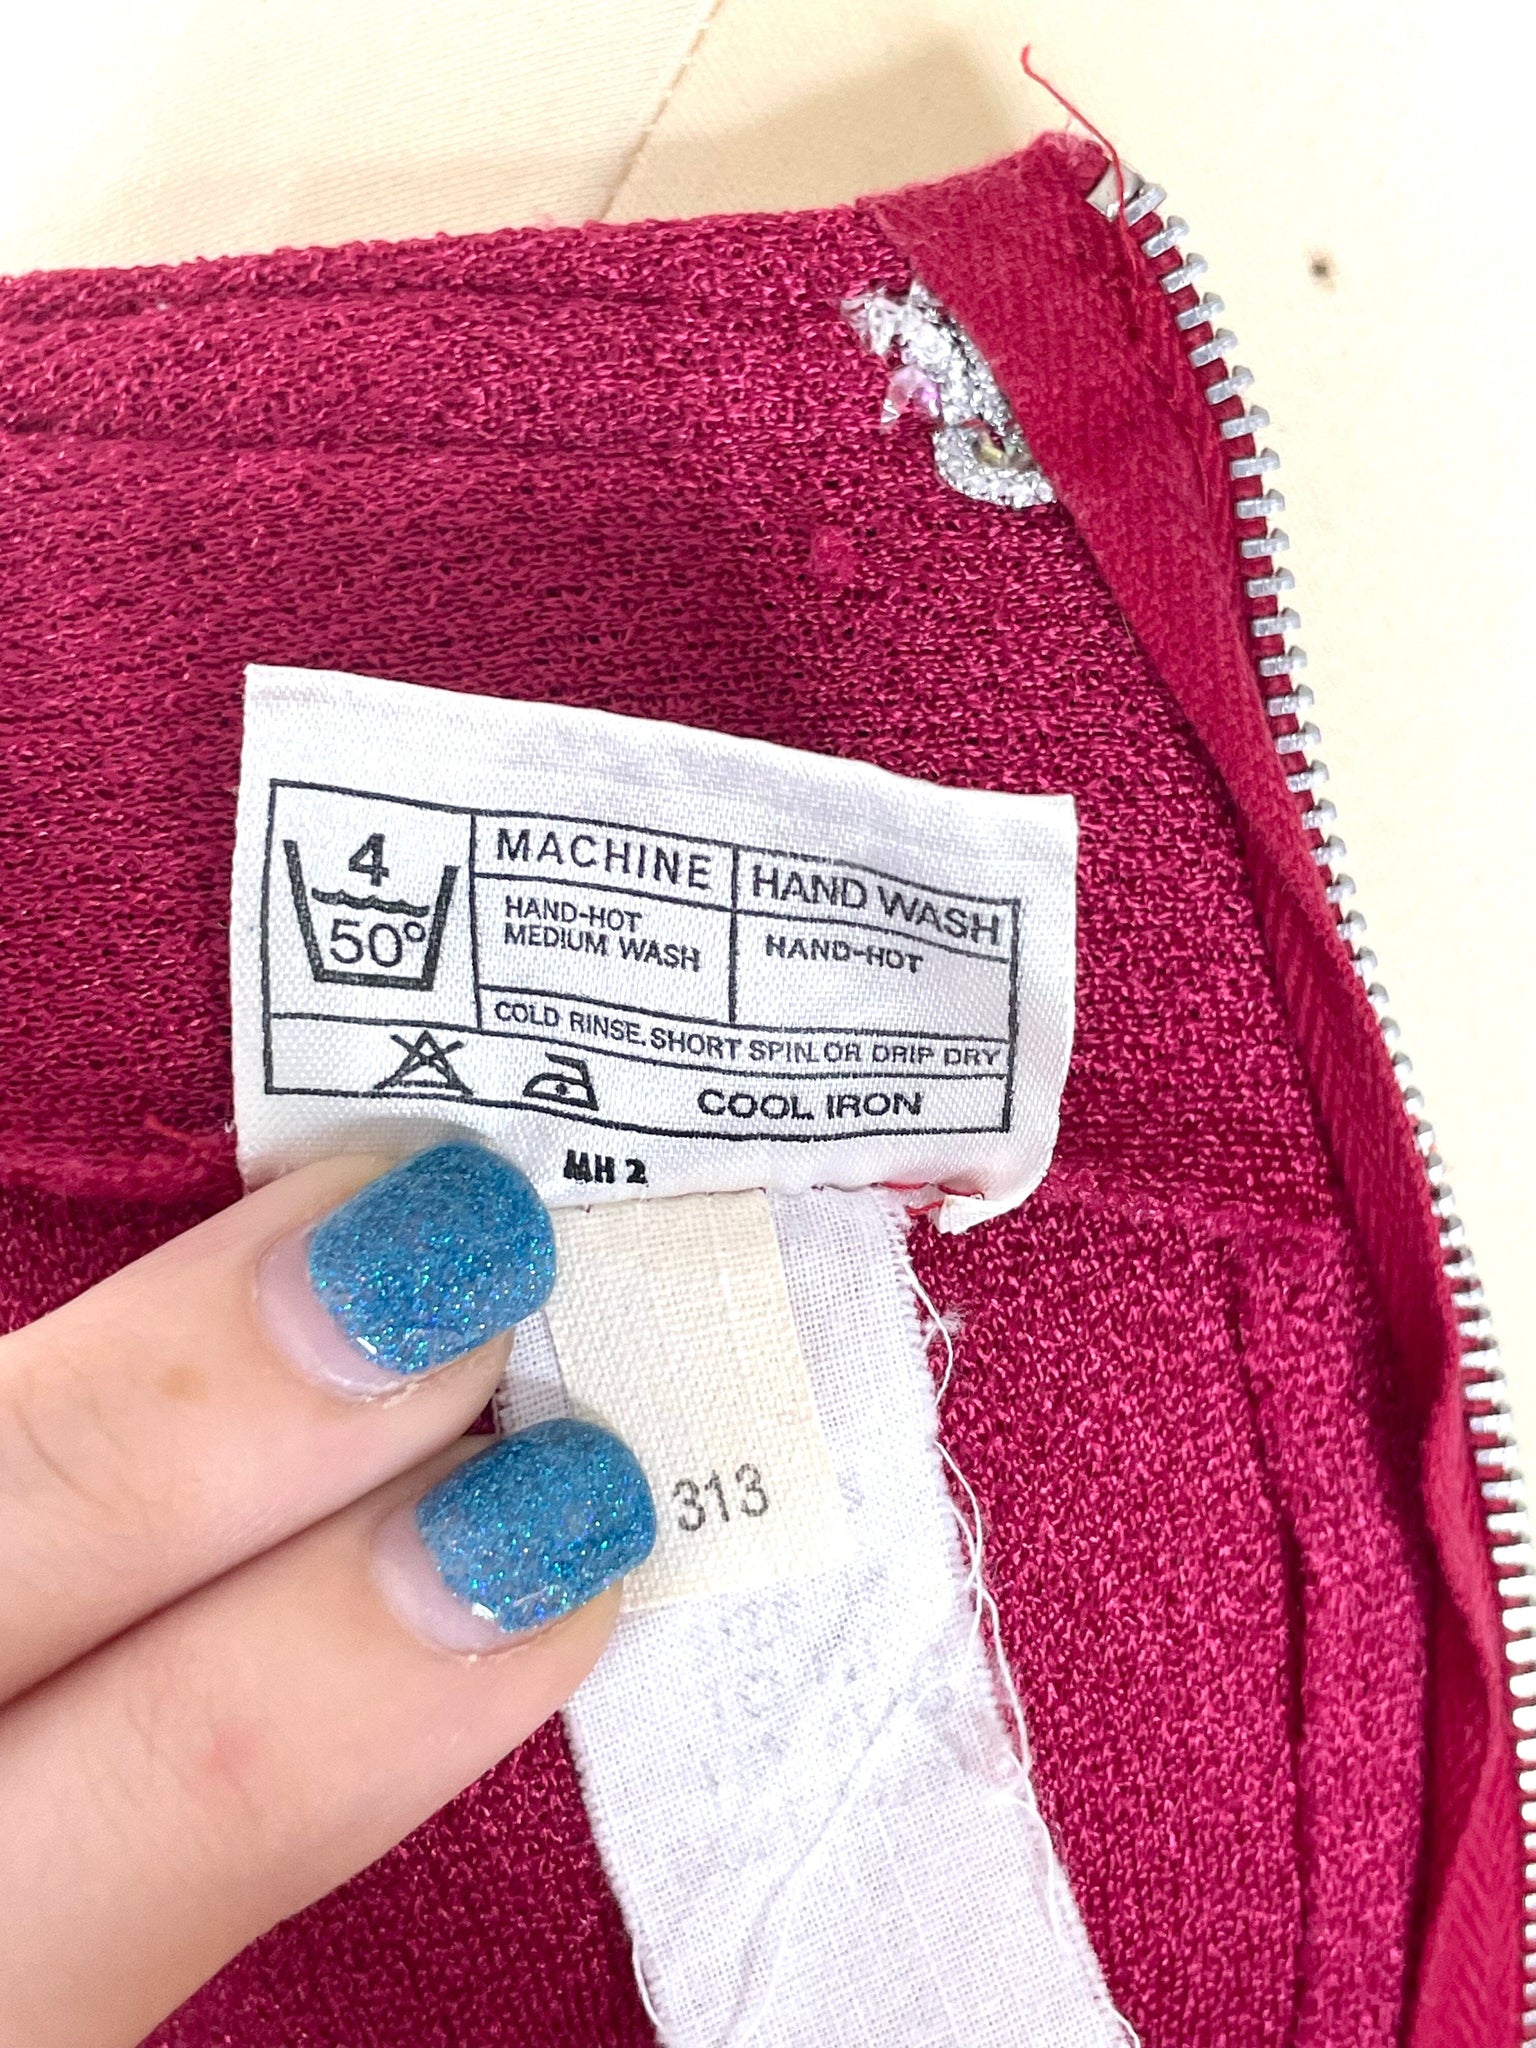 4
50°
MACHINE
HAND WASH
HAND-HOT
MEDIUM WASH
HAND-HOT
COLD RINSE. SHORT SPIN. OR DRIP DRY
COOL IRON
MH 2
313